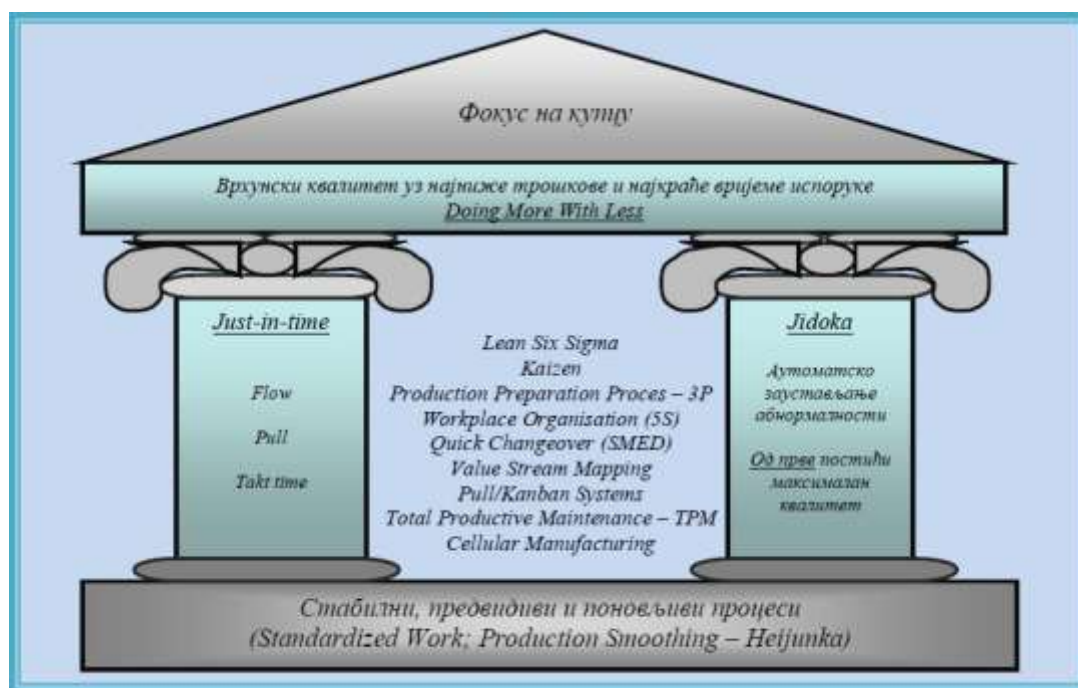 Фокус на купцу
Врхунски квалитет уз најниже трошкове и најкраће вријеме испоруке
Doing More With Less
Just-in-time
Flow
Pull
Takt time
Lean Six Sigma
Kaizen
Production Preparation Proces – 3P
Workplace Organisation (5S)
Quick Changeover (SMED)
Value Stream Mapping
Pull/Kanban Systems
Total Productive Maintenance – TPM
Cellular Manufacturing
Jidoka
Аутоматско
заустављање
абнормалности
Од прве постићи
максималан
квалитет
Стабилни, предвидиви и поновљиви процеси
(Standardized Work; Production Smoothing – Heijunka)